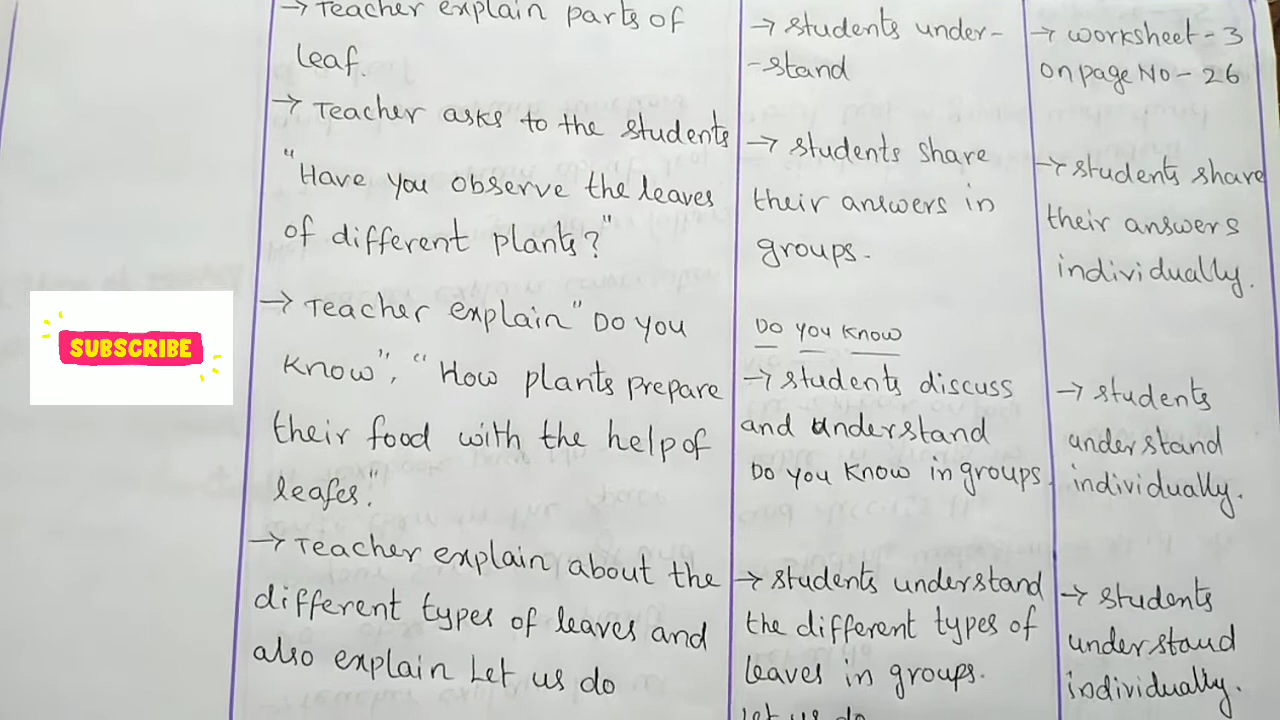 → Teacher explain parts of
leaf.
→ Teacher asks to the students
"Have you observe the leaves
of different plants?"
→ Teacher explain "Do you
Know", "How plants prepare
their food with the help of
leafes."
→ Teacher explain about the
different types of leaves and
also explain Let us do
→ students under-
-stand
→ students share
their answers in
groups.
Do you Know
→ students discuss
and understand
Do you Know in groups.
→ students understand
the different types of
leaves in groups.
Let us do
→ worksheet-3
on page No- 26
→ students share
their answers
individually.
→ students
understand
individually.
→ students
understand
individually.
SUBSCRIBE